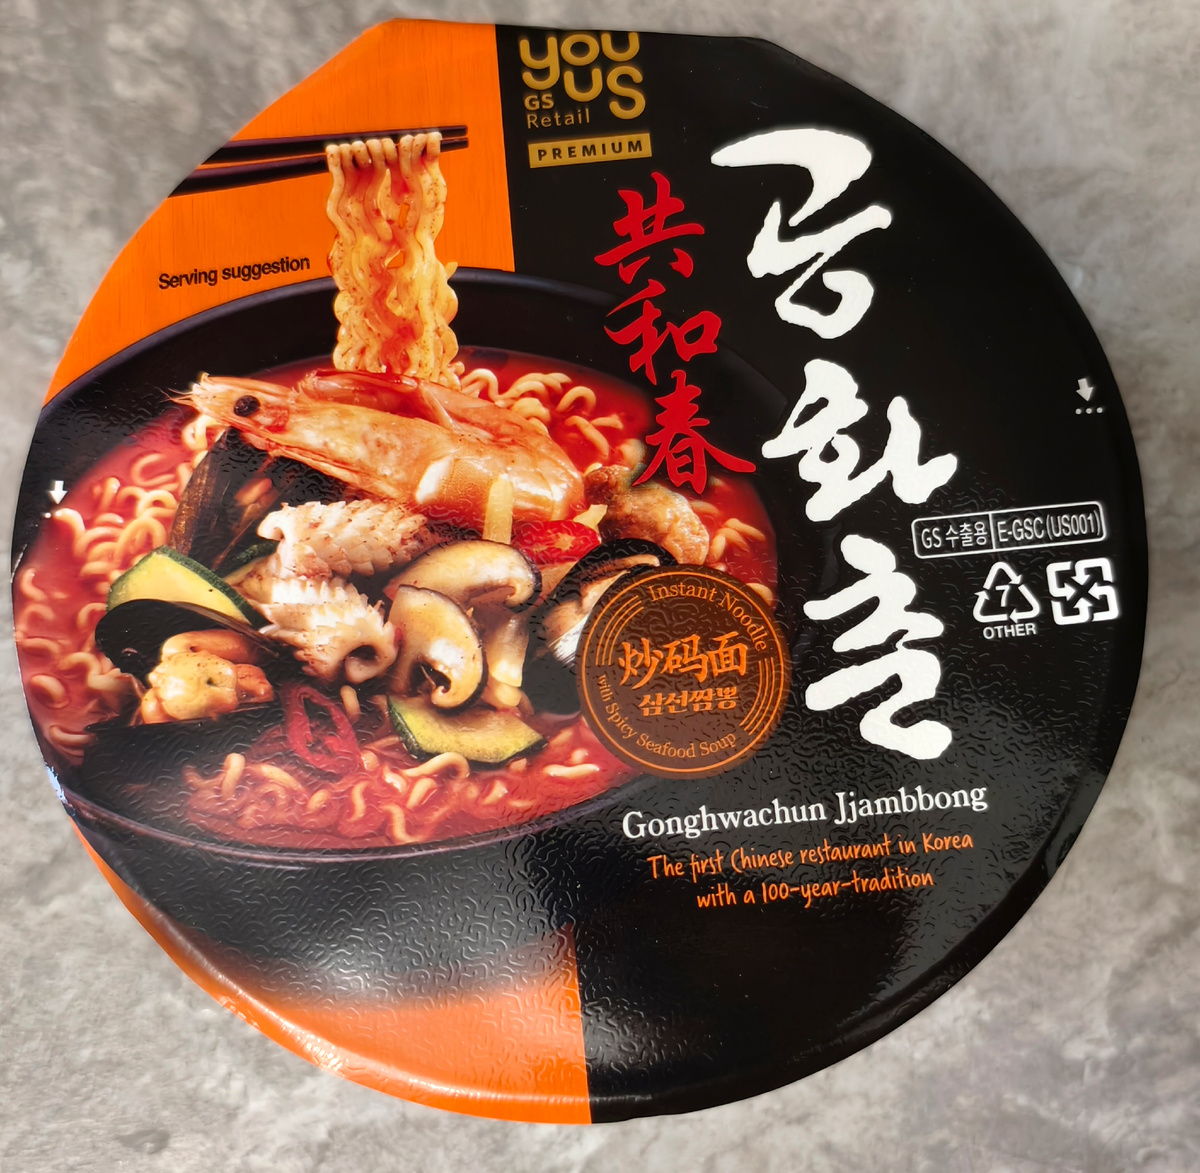 you
us
GS
Retail
PREMIUM
Serving suggestion
共和春
공화춘
GS 수출용 E-GSC(US001)
7
OTHER
Instant Noodle
炒码面
삼선짬뽕
with Spicy Seafood Soup
Gonghwachun Jjambbong
The first Chinese restaurant in Korea
with a 100-year-tradition